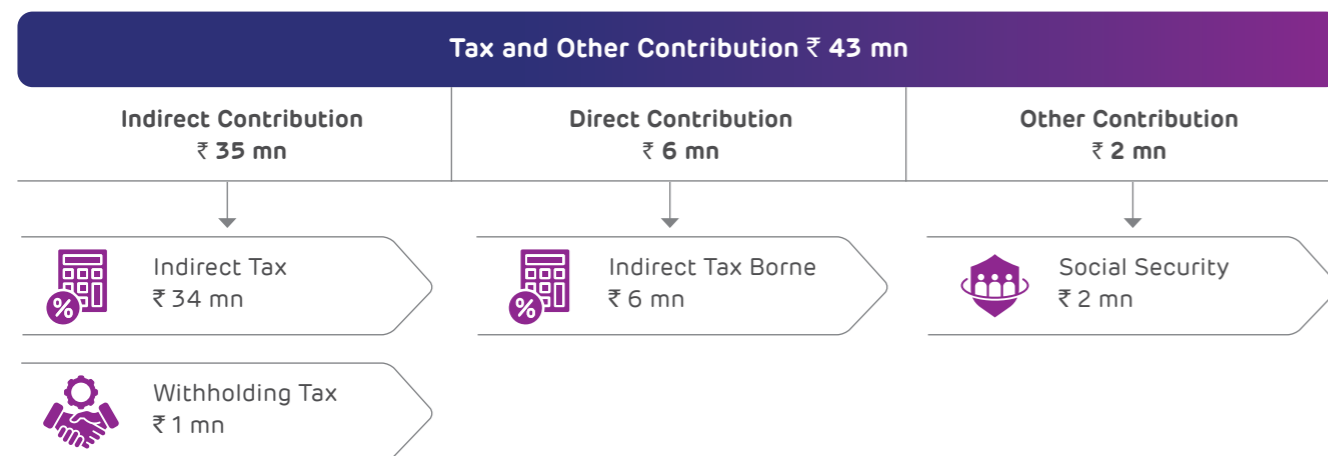 Tax and Other Contribution ₹ 43 mn
Indirect Contribution
₹ 35 mn
Direct Contribution
₹ 6 mn
Other Contribution
₹ 2 mn
Indirect Tax
₹ 34 mn
Indirect Tax Borne
₹ 6 mn
Social Security
₹ 2 mn
%
%
Withholding Tax
₹ 1 mn